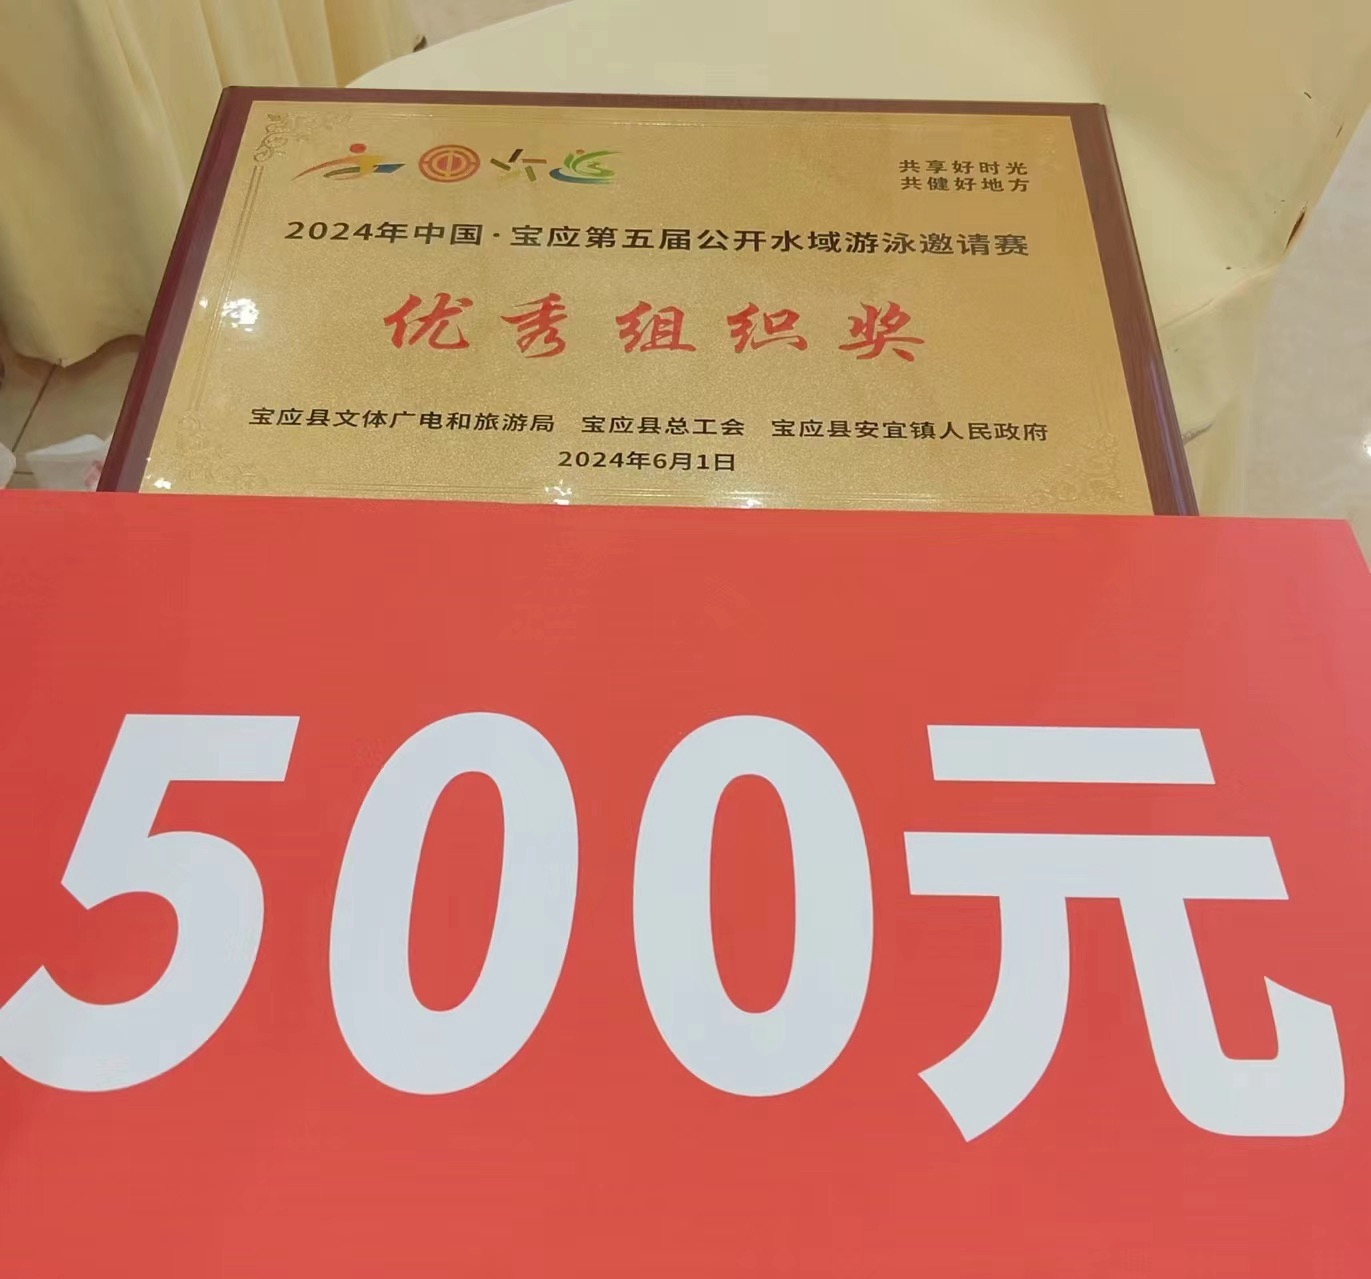 共享好时光
共健好地方
2024年中国·宝应第五届公开水域游泳邀请赛
优秀组织奖
宝应县文体广电和旅游局 宝应县总工会 宝应县安宜镇人民政府
2024年6月1日
500元